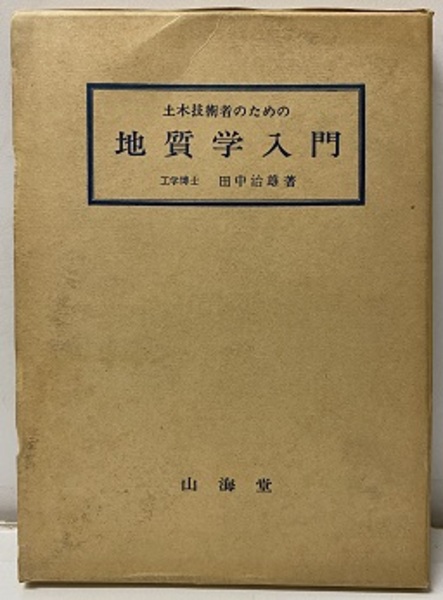 土木技術者のための
地質学入門
工学博士 田中治雄著
山海堂